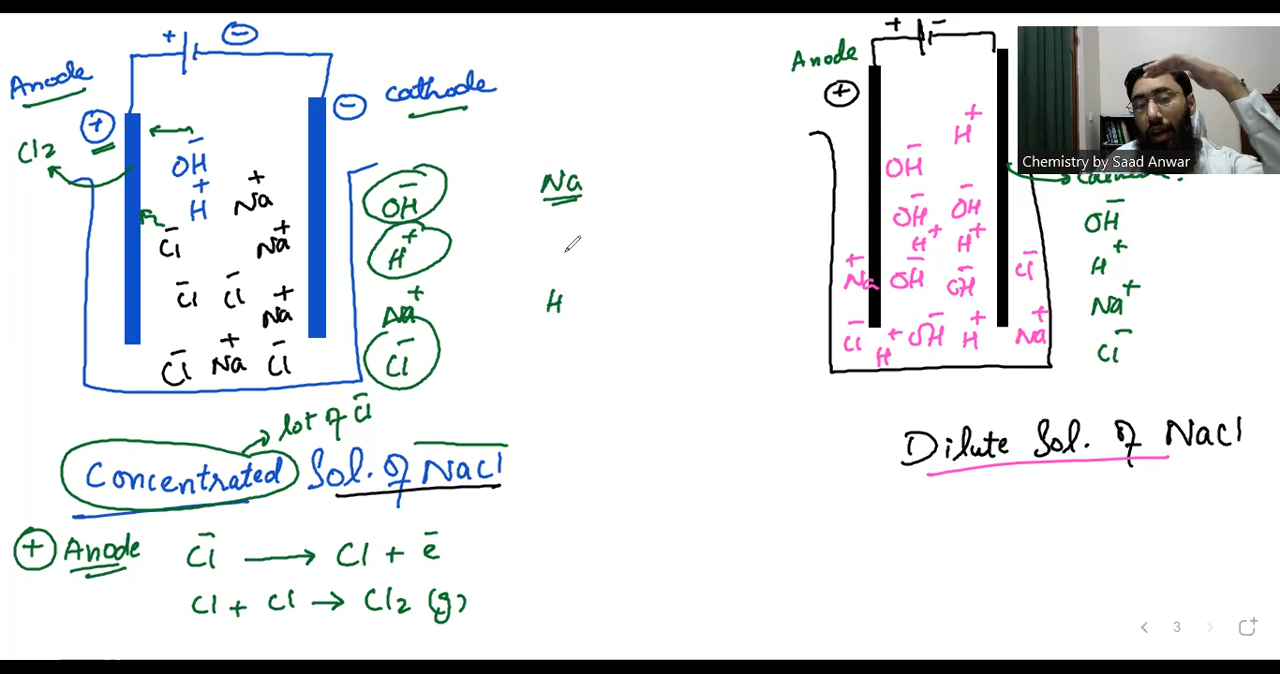 + −
Anode
+
−
cathode
Cl2
OH⁻
H⁺ Na⁺
Cl⁻ Na⁺
Cl⁻ Cl⁻ Na⁺
Cl⁻ Na⁺ Cl⁻
OH⁻
H⁺
Na⁺
Cl⁻
Na
H
lot of Cl⁻
Concentrated Sol. of NaCl
+ Anode Cl⁻ → Cl + e⁻
Cl + Cl → Cl2 (g)
+ −
Anode
+
H⁺
OH⁻
OH⁻ OH⁻
H⁺ H⁺
Na⁺ OH⁻ OH⁻ Cl⁻
Cl⁻ H⁺ OH⁻ H⁺ Na⁺
Chemistry by Saad Anwar
OH⁻
H⁺
Na⁺
Cl⁻
Dilute Sol. of NaCl
3